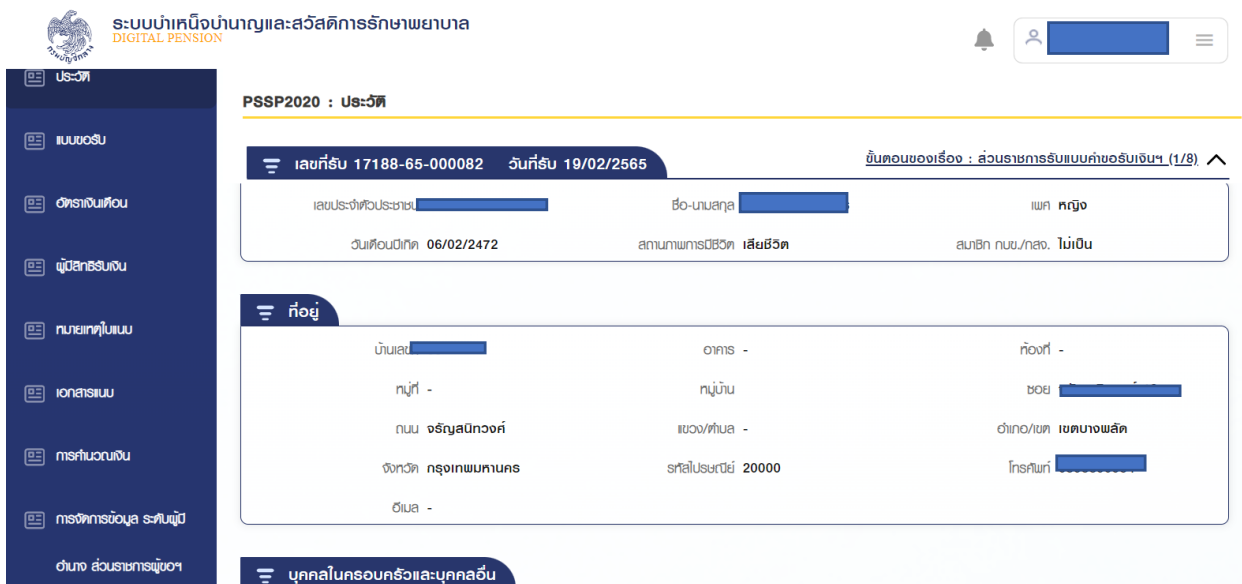 ระบบบำเหน็จบำนาญและสวัสดิการรักษาพยาบาล
DIGITAL PENSION
กรมบัญชีกลาง
ประวัติ
แบบขอรับ
อัตราเงินเดือน
ผู้มีสิทธิรับเงิน
หมายเหตุใบแนบ
เอกสารแนบ
การคำนวณเงิน
การจัดการข้อมูล ระดับผู้มี
อำนาจ ส่วนราชการผู้ขอฯ
PSSP2020 : ประวัติ
เลขที่รับ 17188-65-000082 วันที่รับ 19/02/2565 ขั้นตอนของเรื่อง : ส่วนราชการรับแบบคำขอรับเงินฯ (1/8)
เลขประจำตัวประชาชน ชื่อ-นามสกุล เพศ หญิง
วันเดือนปีเกิด 06/02/2472 สถานภาพการมีชีวิต เสียชีวิต สมาชิก กบข./กสจ. ไม่เป็น
ที่อยู่
บ้านเลข อาคาร - ห้องที่ -
หมู่ที่ - หมู่บ้าน ซอย
ถนน จรัญสนิทวงศ์ แขวง/ตำบล - อำเภอ/เขต เขตบางพลัด
จังหวัด กรุงเทพมหานคร รหัสไปรษณีย์ 20000 โทรศัพท์
อีเมล -
บุคคลในครอบครัวและบุคคลอื่น